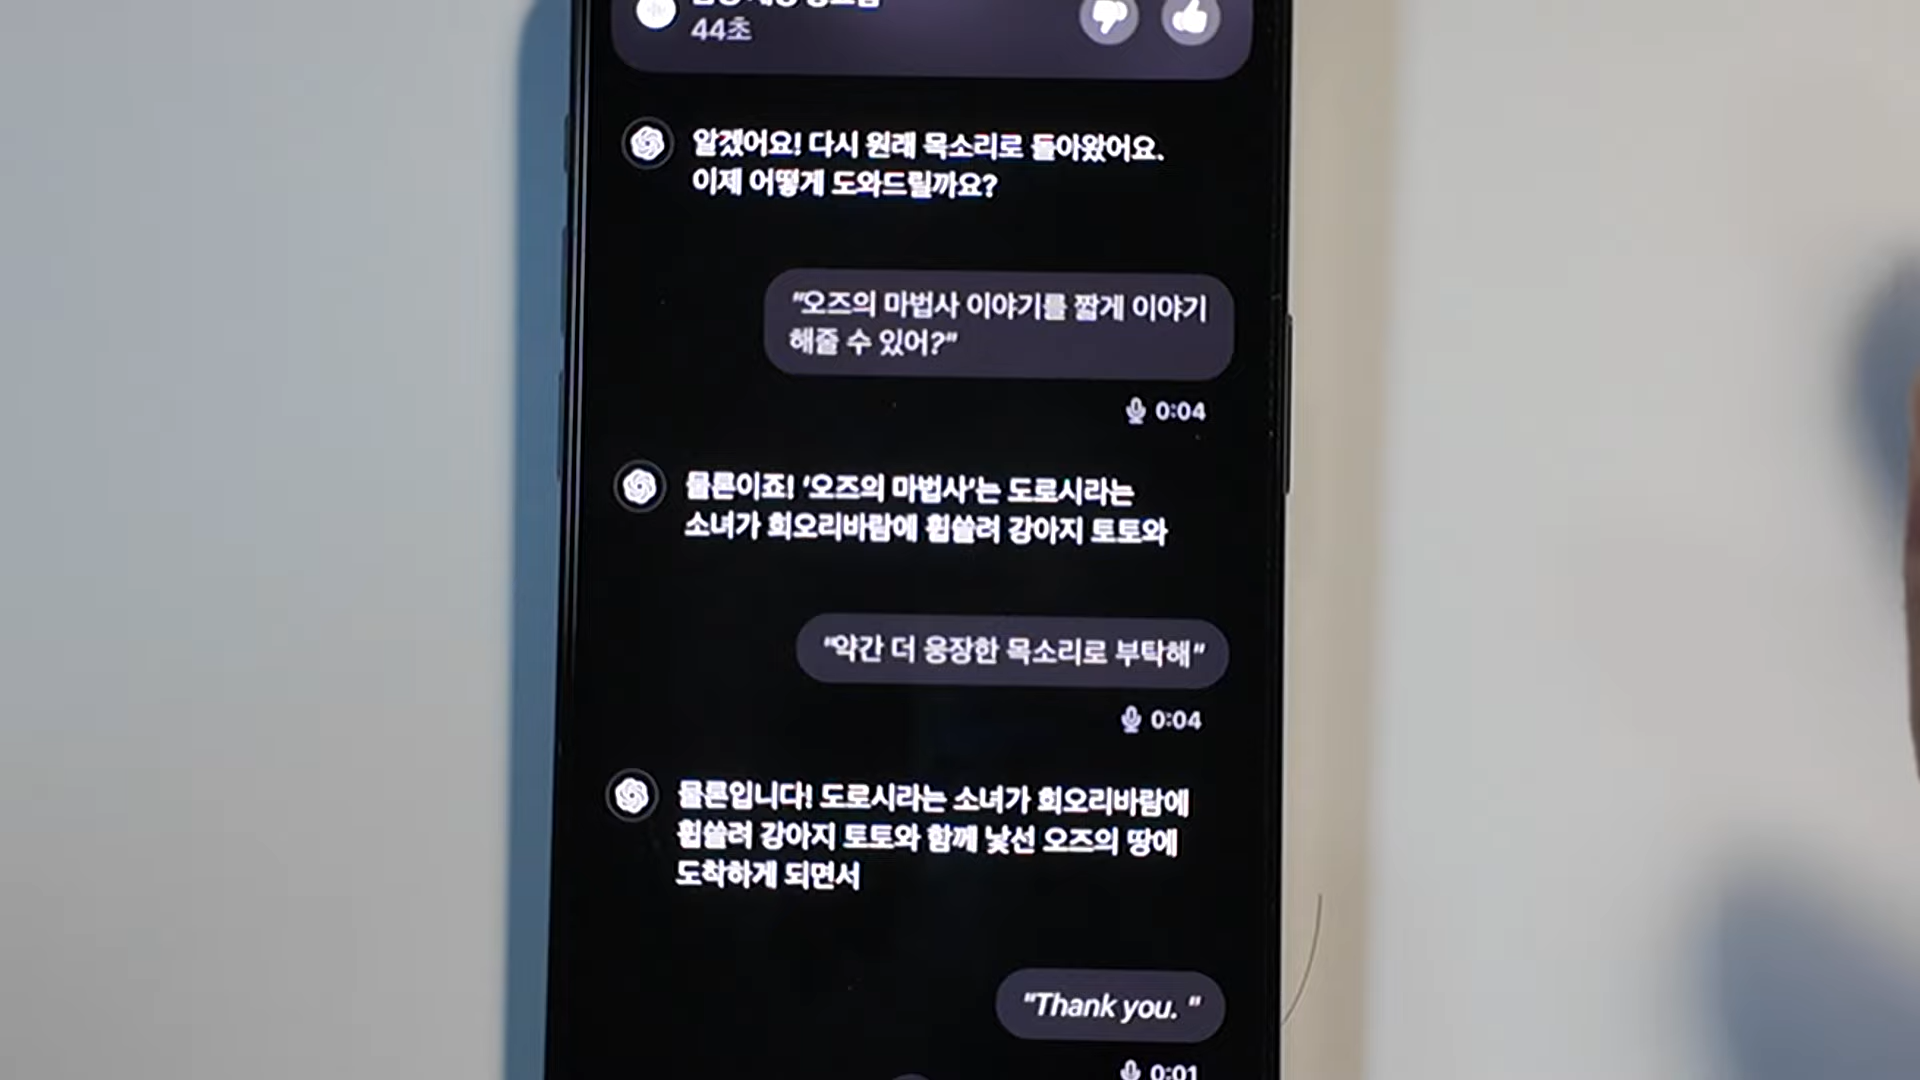 44초
알겠어요! 다시 원래 목소리로 돌아왔어요.
이제 어떻게 도와드릴까요?
"오즈의 마법사 이야기를 짧게 이야기
해줄 수 있어?"
0:04
물론이죠! '오즈의 마법사'는 도로시라는
소녀가 회오리바람에 휩쓸려 강아지 토토와
"약간 더 웅장한 목소리로 부탁해"
0:04
물론입니다! 도로시라는 소녀가 회오리바람에
휩쓸려 강아지 토토와 함께 낯선 오즈의 땅에
도착하게 되면서
"Thank you. "
0:01